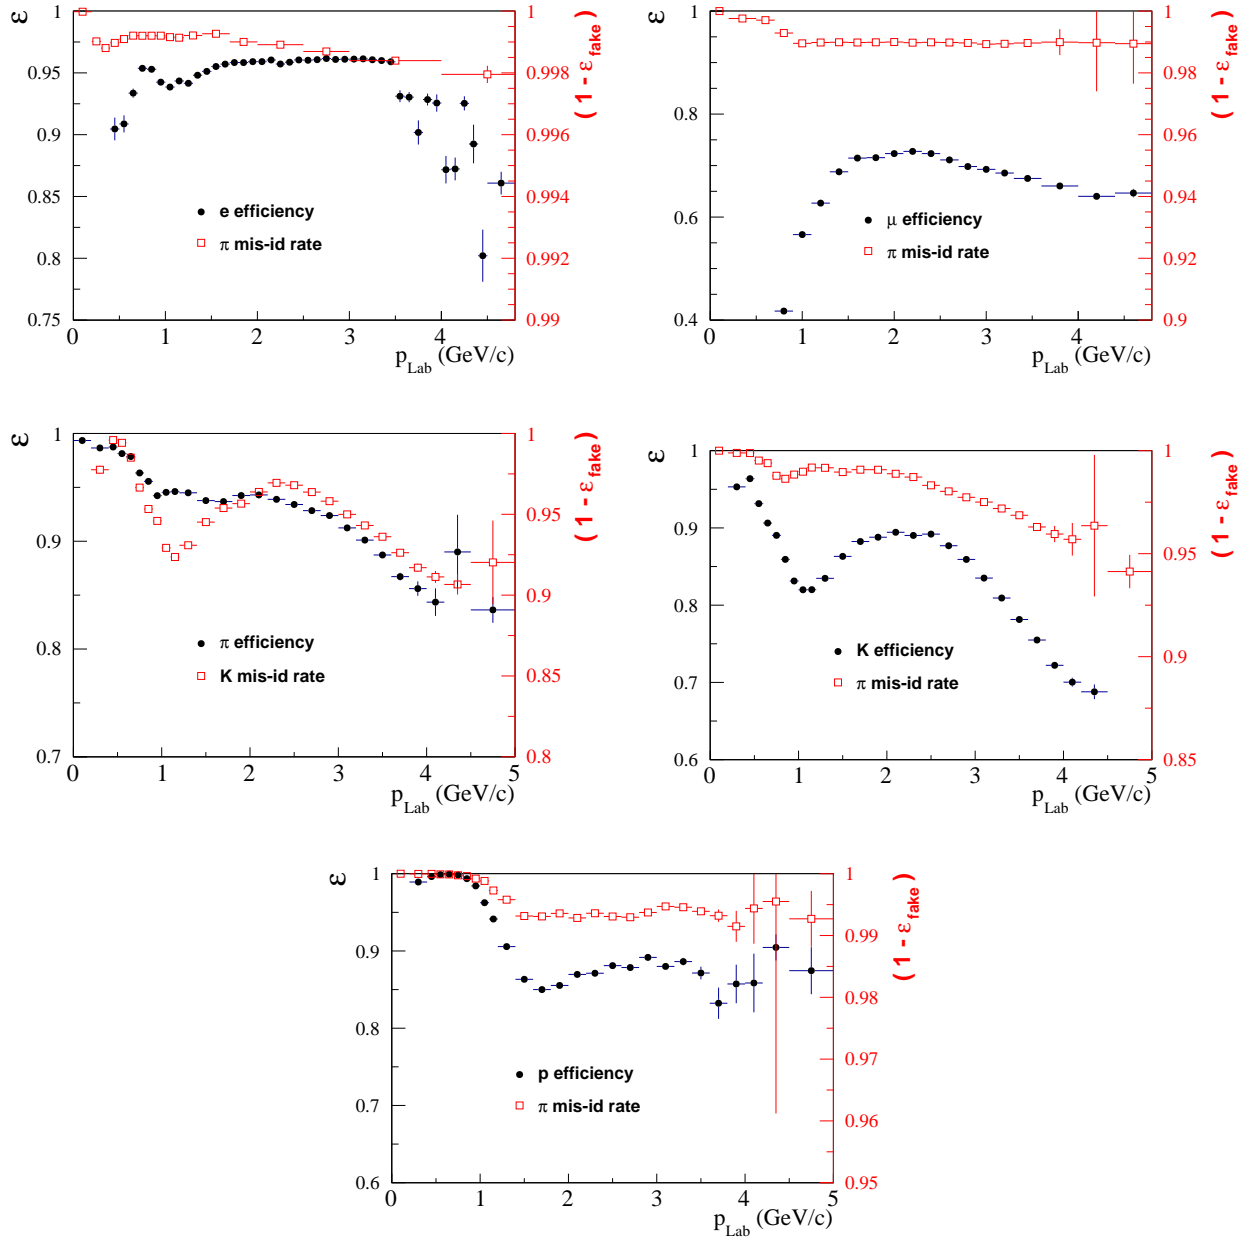 ε
1
0.95
0.9
0.85
0.8
0.75
0 1 2 3 4
p_Lab (GeV/c)
e efficiency
π mis-id rate
1
0.998
0.996
0.994
0.992
0.99
( 1 - ε_fake )
ε
1
0.8
0.6
0.4
0 1 2 3 4
p_Lab (GeV/c)
μ efficiency
π mis-id rate
1
0.98
0.96
0.94
0.92
0.9
( 1 - ε_fake )
ε
1
0.9
0.8
0.7
0 1 2 3 4 5
p_Lab (GeV/c)
π efficiency
K mis-id rate
1
0.95
0.9
0.85
0.8
( 1 - ε_fake )
ε
1
0.9
0.8
0.7
0.6
0 1 2 3 4 5
p_Lab (GeV/c)
K efficiency
π mis-id rate
1
0.95
0.9
0.85
( 1 - ε_fake )
ε
1
0.9
0.8
0.7
0.6
0 1 2 3 4 5
p_Lab (GeV/c)
p efficiency
π mis-id rate
1
0.99
0.98
0.97
0.96
0.95
( 1 - ε_fake )